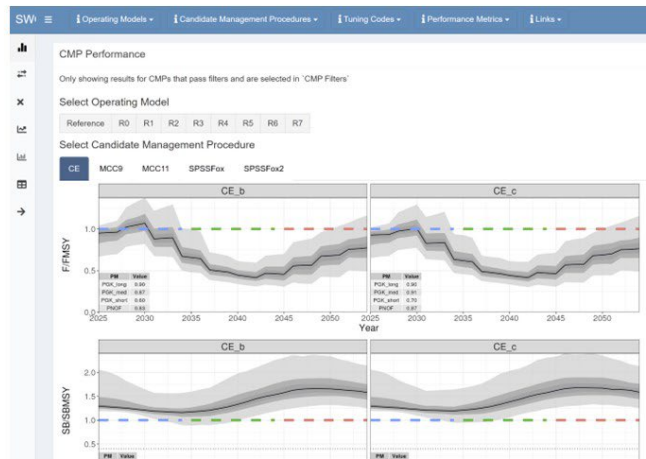 SWO
Operating Models
Candidate Management Procedures
Tuning Codes
Performance Metrics
Links
CMP Performance
Only showing results for CMPs that pass filters and are selected in `CMP Filters`
Select Operating Model
Reference R0 R1 R2 R3 R4 R5 R6 R7
Select Candidate Management Procedure
CE MCC9 MCC11 SPSSFox SPSSFox2
CE_b CE_c
F/FMSY
1.0
0.5
0.0
PM Value
PGK_long 0.90
PGK_med 0.87
PGK_short 0.60
PNOF 0.83
PM Value
PGK_long 0.90
PGK_med 0.91
PGK_short 0.70
PNOF 0.87
2025 2030 2035 2040 2045 2050 2025 2030 2035 2040 2045 2050
Year
CE_b CE_c
SB/SBMSY
2.0
1.5
1.0
0.5
PM Value
PM Value